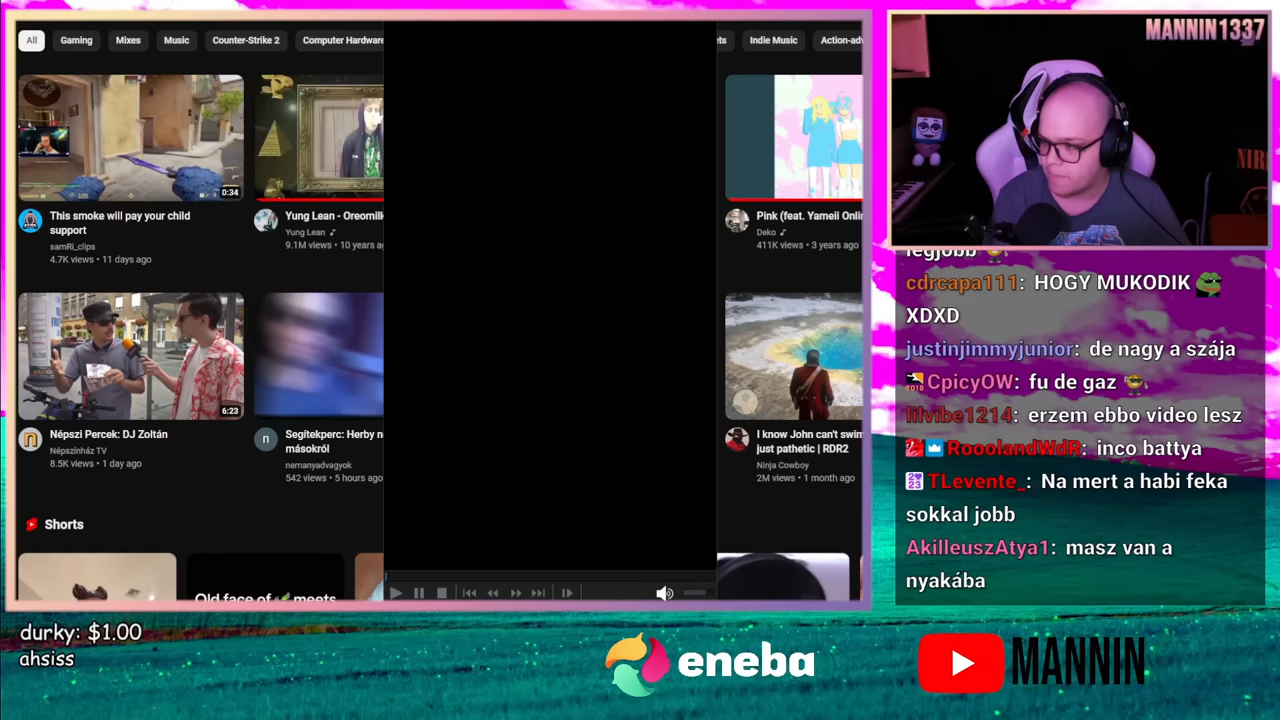 All
Gaming
Mixes
Music
Counter-Strike 2
Computer Hardware
ets
Indie Music
Action-adv
0:34
This smoke will pay your child
support
samRi_clips
4.7K views • 11 days ago
Yung Lean - Oreomilk
Yung Lean
9.1M views • 10 years a
Pink (feat. Yameii Onlin
Deko
411K views • 3 years ago
6:23
Népszi Percek: DJ Zoltán
Népszínház TV
8.5K views • 1 day ago
n
Segítekperc: Herby n
másokról
nemanyadvagyok
542 views • 5 hours ago
I know John can't swim
just pathetic | RDR2
Ninja Cowboy
2M views • 1 month ago
Shorts
Old face of meets
MANNIN1337
NIR
legjobb
cdrcapa111: HOGY MUKODIK
XDXD
justinjimmyjunior: de nagy a szája
CpicyOW: fu de gaz
lilvibe1214: erzem ebbo video lesz
RooolandWdR: inco battya
TLevente_: Na mert a habi feka
sokkal jobb
AkilleuszAtya1: masz van a
nyakába
durky: $1.00
ahsiss
eneba
MANNIN